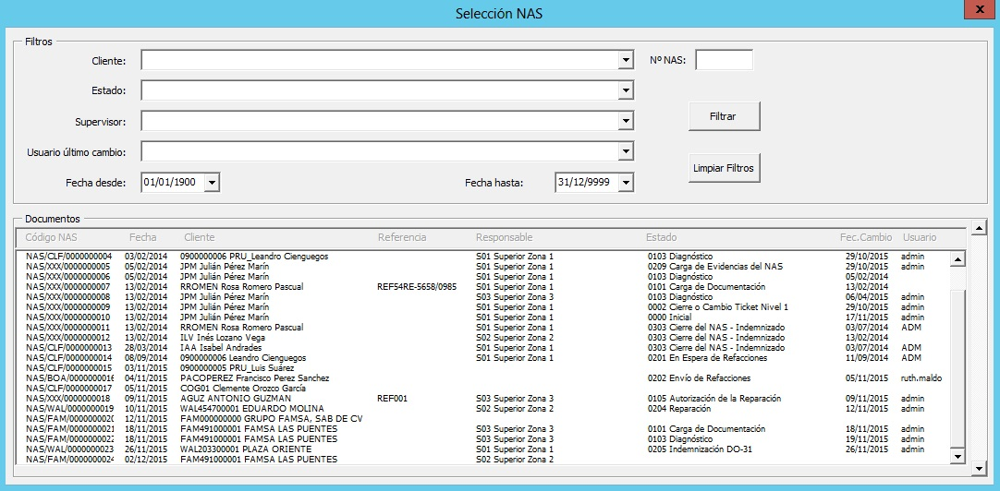 Selección NAS
x
Filtros
Cliente: Nº NAS:
Estado:
Supervisor: Filtrar
Usuario último cambio:
Limpiar Filtros
Fecha desde: 01/01/1900 Fecha hasta: 31/12/9999
Documentos
Código NAS Fecha Cliente Referencia Responsable Estado Fec.Cambio Usuario
NAS/CLF/0000000004 03/02/2014 0900000006 PRU_Leandro Cienguegos S01 Superior Zona 1 0103 Diagnóstico 29/10/2015 admin
NAS/XXX/0000000005 05/02/2014 JPM Julián Pérez Marín S01 Superior Zona 1 0209 Carga de Evidencias del NAS 29/10/2015 admin
NAS/XXX/0000000006 05/02/2014 JPM Julián Pérez Marín S01 Superior Zona 1 0103 Diagnóstico 05/02/2014
NAS/XXX/0000000007 13/02/2014 RROMEN Rosa Romero Pascual REF54RE-5658/0985 S01 Superior Zona 1 0101 Carga de Documentación 13/02/2014
NAS/XXX/0000000008 13/02/2014 JPM Julián Pérez Marín S03 Superior Zona 3 0103 Diagnóstico 06/04/2015 admin
NAS/XXX/0000000009 13/02/2014 JPM Julián Pérez Marín S01 Superior Zona 1 0002 Cierre o Cambio Ticket Nivel 1 29/10/2015 admin
NAS/XXX/0000000010 13/02/2014 JPM Julián Pérez Marín S01 Superior Zona 1 0000 Inicial 17/11/2015 admin
NAS/XXX/0000000011 13/02/2014 RROMEN Rosa Romero Pascual S01 Superior Zona 1 0303 Cierre del NAS - Indemnizado 03/07/2014 ADM
NAS/XXX/0000000012 13/02/2014 ILV Inés Lozano Vega S02 Superior Zona 2 0303 Cierre del NAS - Indemnizado 13/02/2014
NAS/CLF/0000000013 28/03/2014 IAA Isabel Andrades S01 Superior Zona 1 0303 Cierre del NAS - Indemnizado 03/07/2014 ADM
NAS/CLF/0000000014 08/09/2014 0900000006 Leandro Cienguegos S01 Superior Zona 1 0201 En Espera de Refacciones 11/09/2014 ADM
NAS/CLF/0000000015 03/11/2015 0900000005 PRU_Luis Suárez
NAS/BOA/0000000016 04/11/2015 PACOPEREZ Francisco Perez Sanchez 0202 Envío de Refacciones 05/11/2015 ruth.maldo
NAS/CLF/0000000017 05/11/2015 COG01 Clemente Orozco García
NAS/XXX/0000000018 09/11/2015 AGUZ ANTONIO GUZMAN REF001 S03 Superior Zona 3 0105 Autorización de la Reparación 09/11/2015 admin
NAS/WAL/0000000019 10/11/2015 WAL454700001 EDUARDO MOLINA S02 Superior Zona 2 0204 Reparación 12/11/2015 admin
NAS/FAM/0000000020 12/11/2015 FAM000000000 GRUPO FAMSA, SAB DE CV
NAS/FAM/0000000021 18/11/2015 FAM491000001 FAMSA LAS PUENTES S03 Superior Zona 3 0101 Carga de Documentación 18/11/2015 admin
NAS/FAM/0000000022 18/11/2015 FAM491000001 FAMSA LAS PUENTES S03 Superior Zona 3 0103 Diagnóstico 19/11/2015 admin
NAS/WAL/0000000023 26/11/2015 WAL203300001 PLAZA ORIENTE S01 Superior Zona 1 0205 Indemnización DO-31 26/11/2015 admin
NAS/FAM/0000000024 02/12/2015 FAM491000001 FAMSA LAS PUENTES S02 Superior Zona 2